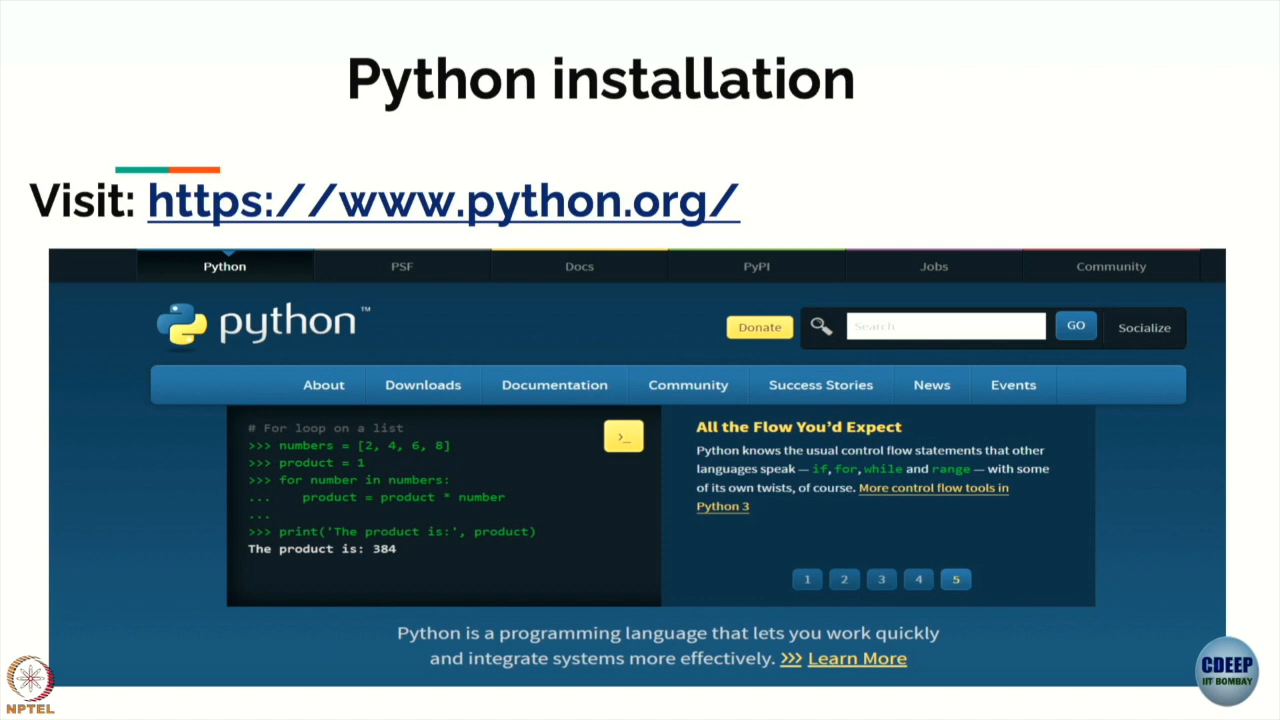 Python installation
Visit: https://www.python.org/
Python PSF Docs PyPI Jobs Community
python™
Donate Search GO Socialize
About Downloads Documentation Community Success Stories News Events
# For loop on a list
>>> numbers = [2, 4, 6, 8]
>>> product = 1
>>> for number in numbers:
... product = product * number
...
>>> print('The product is:', product)
The product is: 384
>_
All the Flow You’d Expect
Python knows the usual control flow statements that other
languages speak — if, for, while and range — with some
of its own twists, of course. More control flow tools in
Python 3
1 2 3 4 5
Python is a programming language that lets you work quickly
and integrate systems more effectively. >>> Learn More
NPTEL
CDEEP
IIT BOMBAY